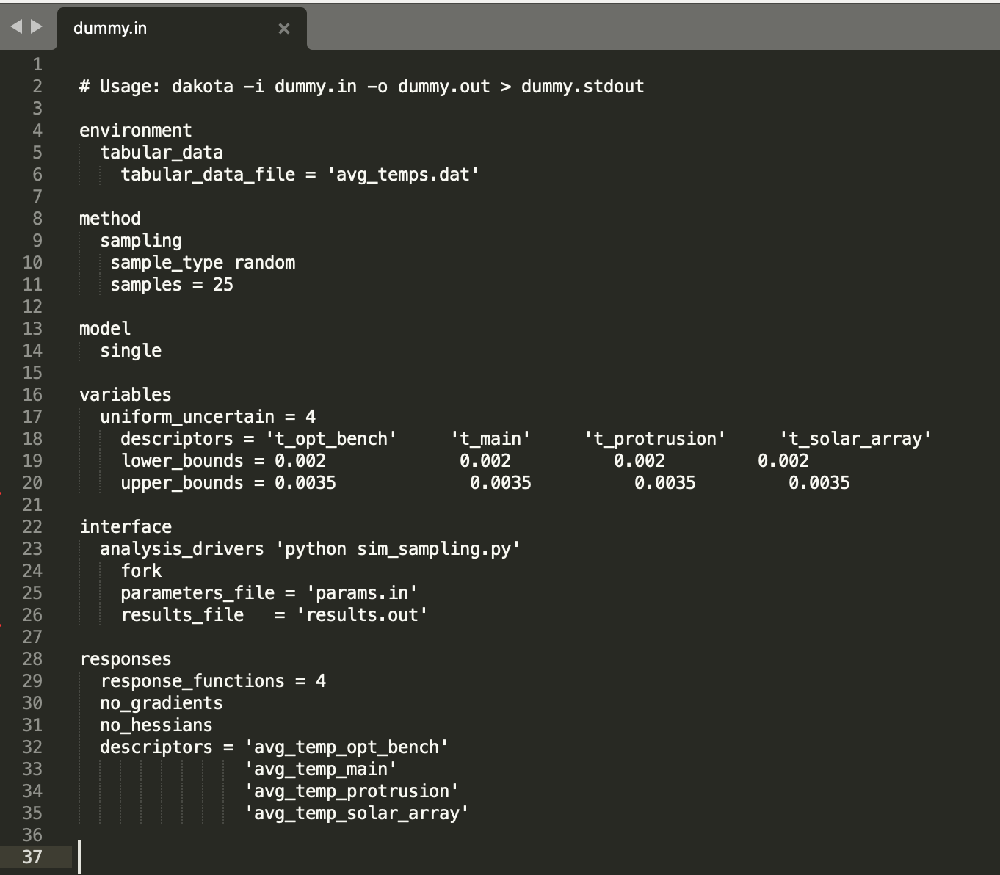 dummy.in
1
2 # Usage: dakota -i dummy.in -o dummy.out > dummy.stdout
3
4 environment
5 tabular_data
6 tabular_data_file = 'avg_temps.dat'
7
8 method
9 sampling
10 sample_type random
11 samples = 25
12
13 model
14 single
15
16 variables
17 uniform_uncertain = 4
18 descriptors = 't_opt_bench' 't_main' 't_protrusion' 't_solar_array'
19 lower_bounds = 0.002 0.002 0.002 0.002
20 upper_bounds = 0.0035 0.0035 0.0035 0.0035
21
22 interface
23 analysis_drivers 'python sim_sampling.py'
24 fork
25 parameters_file = 'params.in'
26 results_file = 'results.out'
27
28 responses
29 response_functions = 4
30 no_gradients
31 no_hessians
32 descriptors = 'avg_temp_opt_bench'
33 'avg_temp_main'
34 'avg_temp_protrusion'
35 'avg_temp_solar_array'
36
37